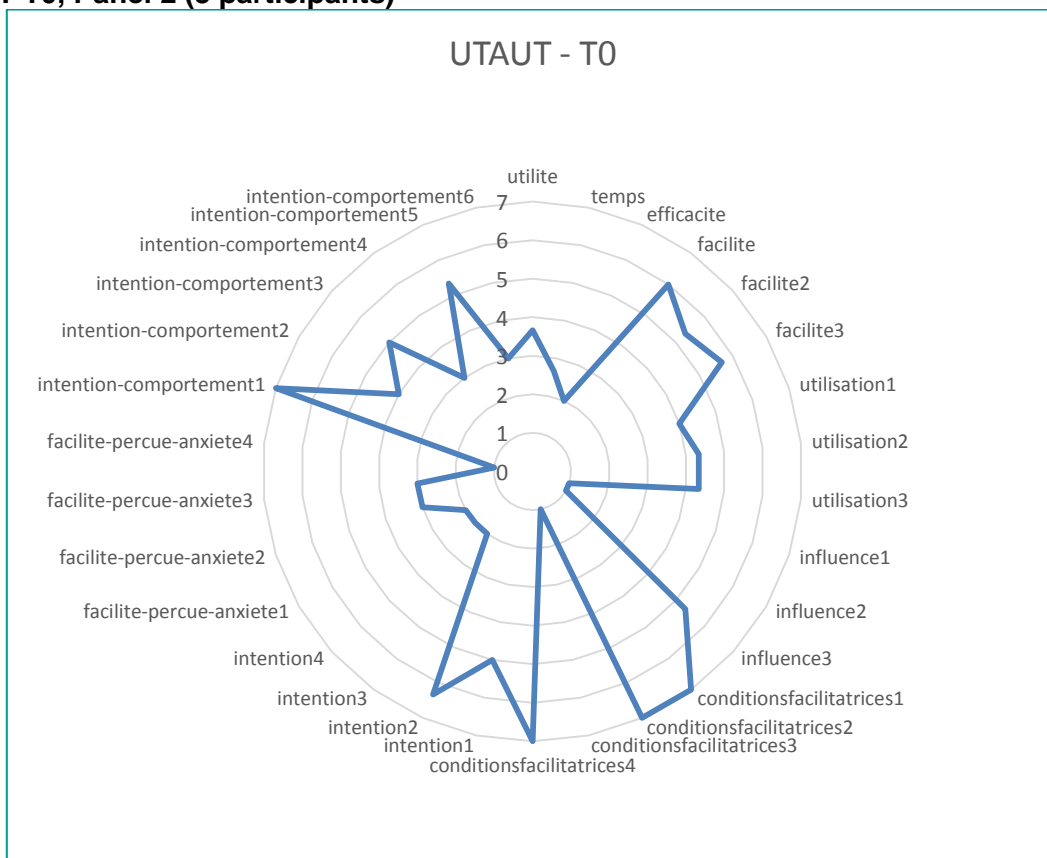 UTAUT - T0
utilite
temps
efficacite
facilite
facilite2
facilite3
utilisation1
utilisation2
utilisation3
influence1
influence2
influence3
conditionsfacilitatrices1
conditionsfacilitatrices2
conditionsfacilitatrices3
conditionsfacilitatrices4
intention1
intention2
intention3
intention4
facilite-percue-anxiete1
facilite-percue-anxiete2
facilite-percue-anxiete3
facilite-percue-anxiete4
intention-comportement1
intention-comportement2
intention-comportement3
intention-comportement4
intention-comportement5
intention-comportement6
7
6
5
4
3
2
1
0